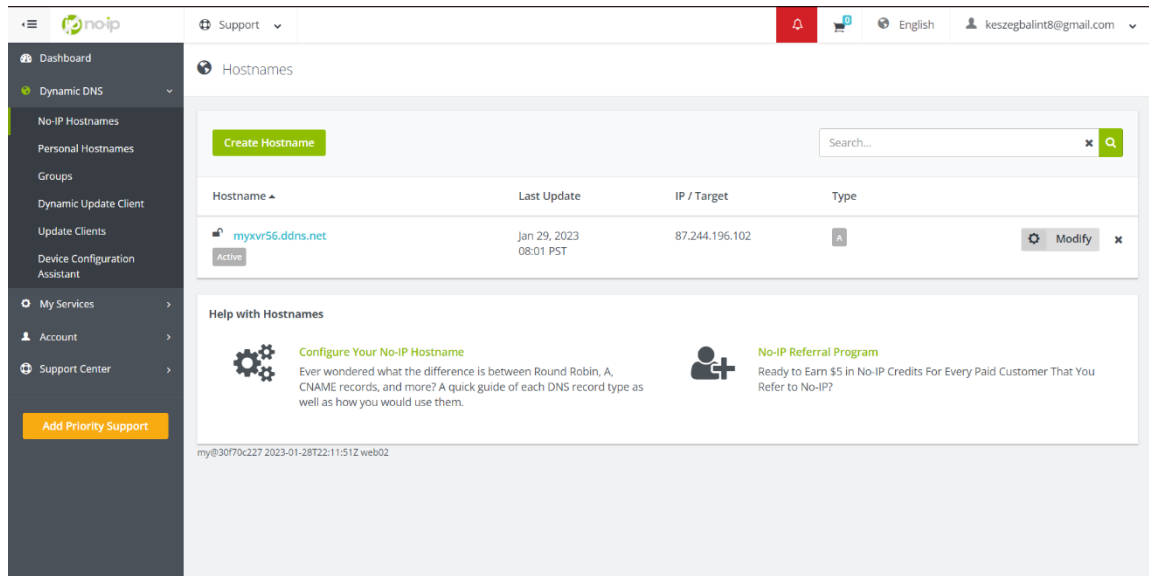 no-ip
Support
0
English
keszegbalint8@gmail.com
Dashboard
Dynamic DNS
No-IP Hostnames
Personal Hostnames
Groups
Dynamic Update Client
Update Clients
Device Configuration
Assistant
My Services
Account
Support Center
Add Priority Support
Hostnames
Create Hostname
Search...
Hostname Last Update IP / Target Type
myxvr56.ddns.net Jan 29, 2023 87.244.196.102 A Modify
Active 08:01 PST
Help with Hostnames
Configure Your No-IP Hostname
Ever wondered what the difference is between Round Robin, A,
CNAME records, and more? A quick guide of each DNS record type as
well as how you would use them.
No-IP Referral Program
Ready to Earn $5 in No-IP Credits For Every Paid Customer That You
Refer to No-IP?
my@30f70c227 2023-01-28T22:11:51Z web02